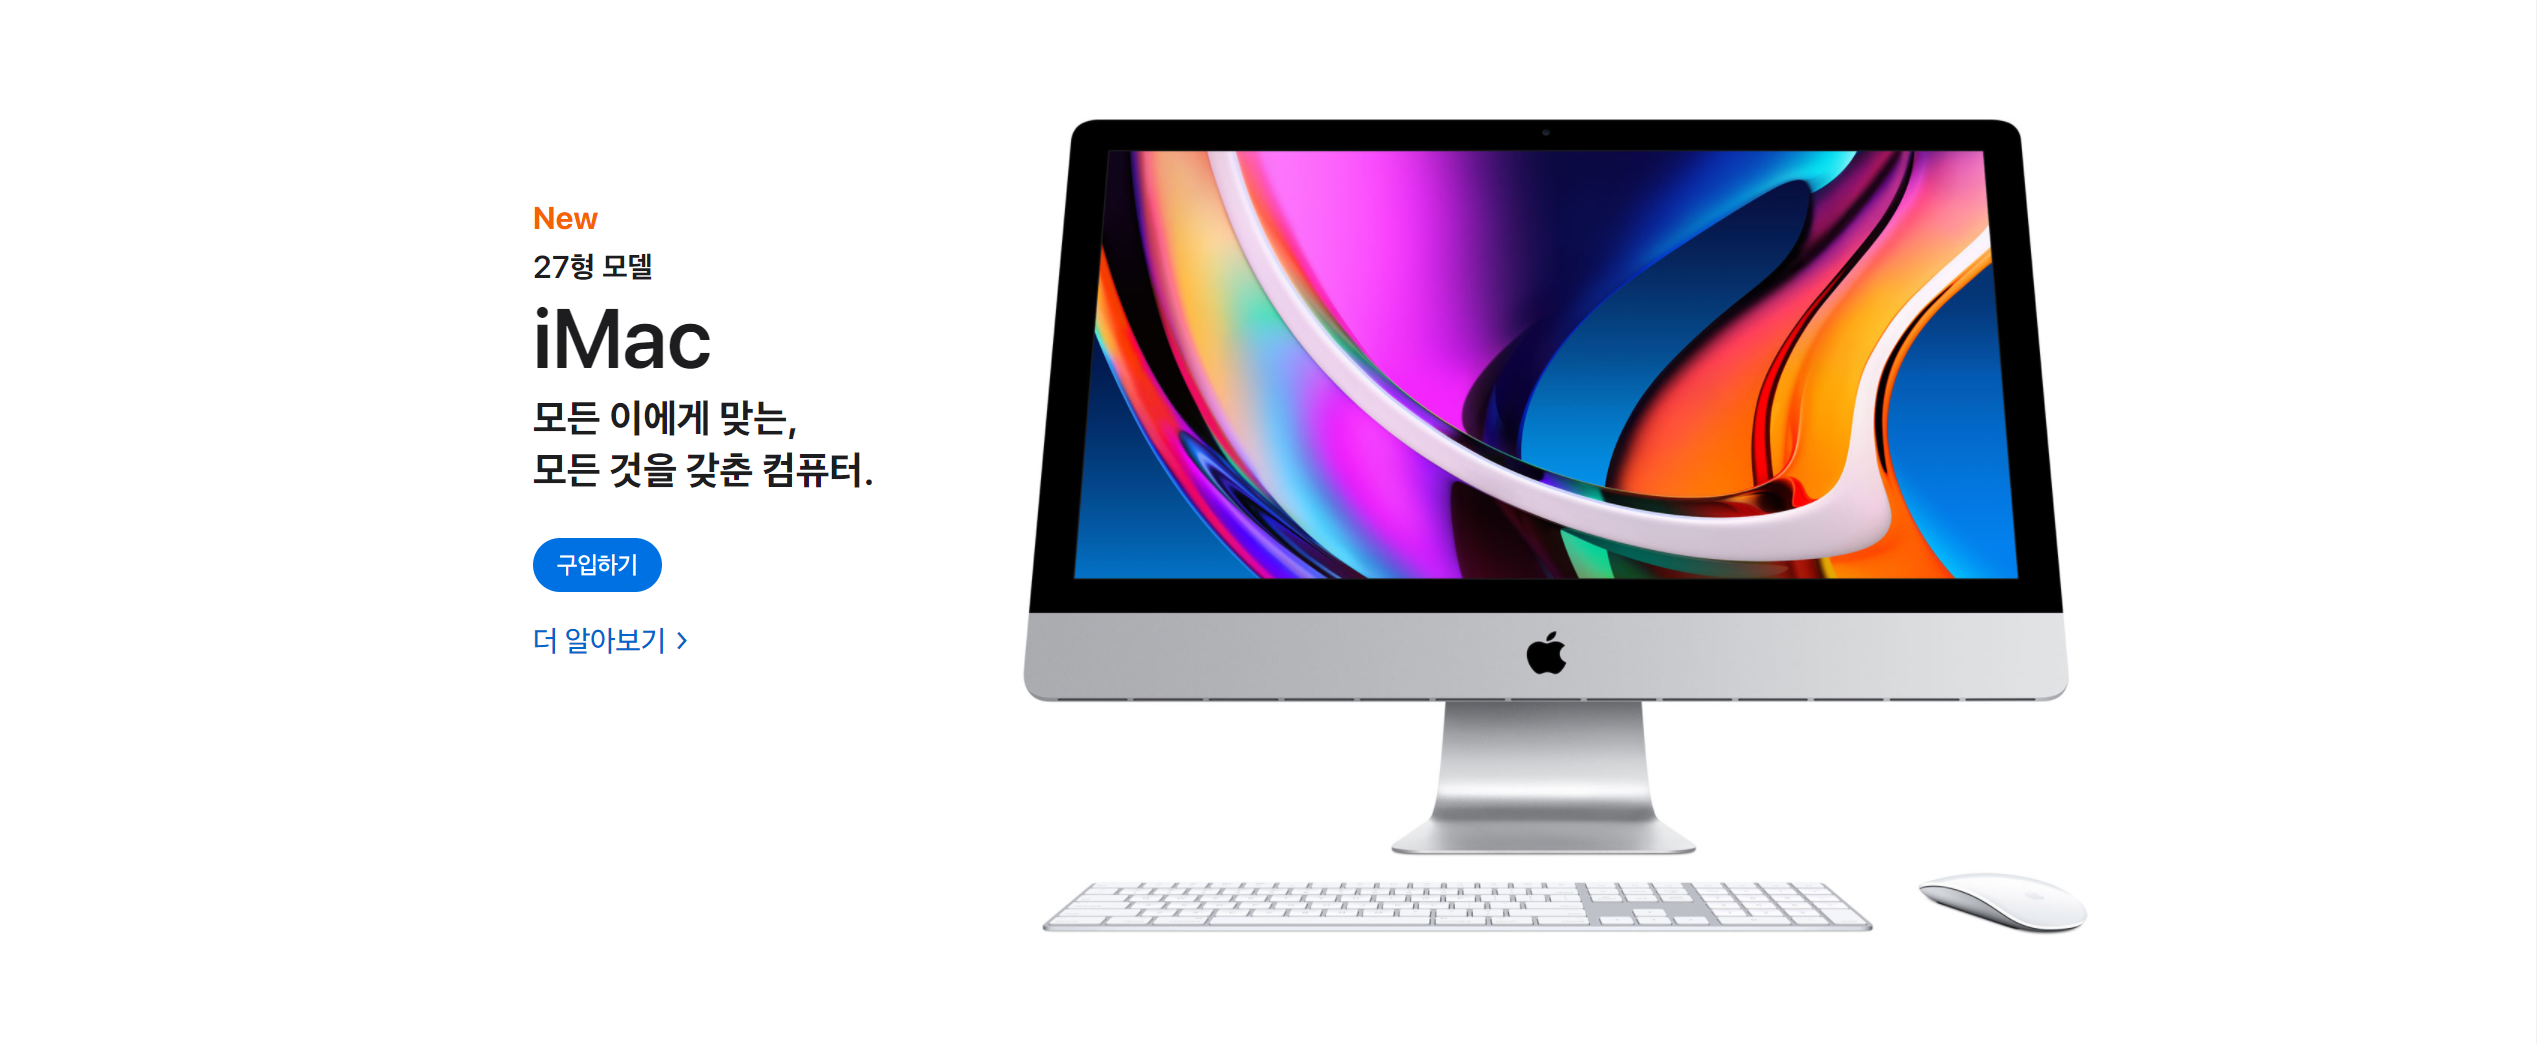 New
27형 모델
iMac
모든 이에게 맞는,
모든 것을 갖춘 컴퓨터.
구입하기
더 알아보기 >